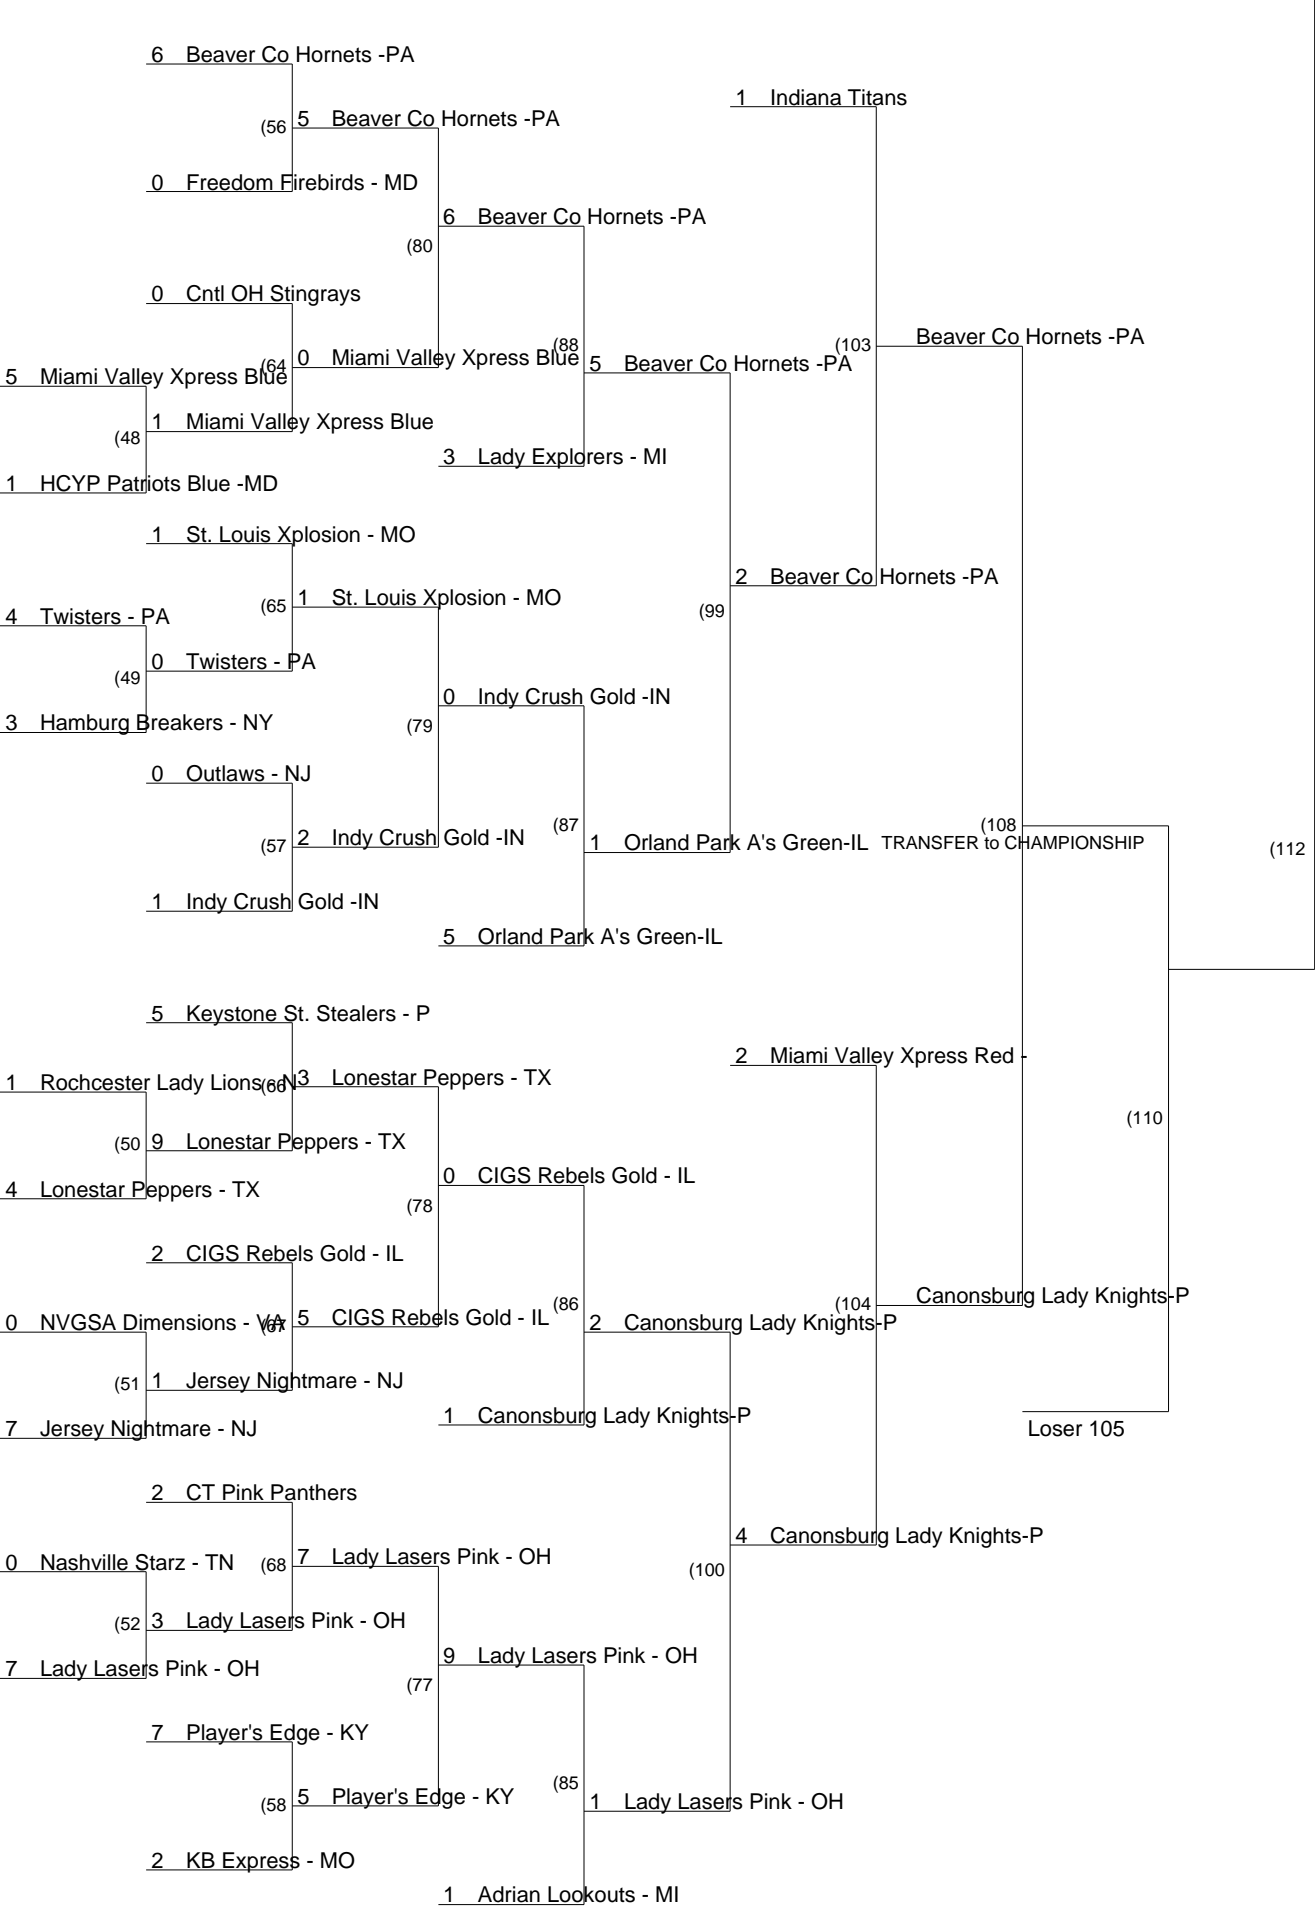 6 Beaver Co Hornets -PA
1 Indiana Titans
(56 5 Beaver Co Hornets -PA
0 Freedom Firebirds - MD
6 Beaver Co Hornets -PA
(80
0 Cntl OH Stingrays
(88
(103 Beaver Co Hornets -PA
(64 0 Miami Valley Xpress Blue
5 Beaver Co Hornets -PA
5 Miami Valley Xpress Blue
1 Miami Valley Xpress Blue
(48
3 Lady Explorers - MI
1 HCYP Patriots Blue -MD
1 St. Louis Xplosion - MO
2 Beaver Co Hornets -PA
(65 1 St. Louis Xplosion - MO
(99
4 Twisters - PA
0 Twisters - PA
(49
0 Indy Crush Gold -IN
3 Hamburg Breakers - NY
(79
0 Outlaws - NJ
(87
(108
(57 2 Indy Crush Gold -IN
1 Orland Park A's Green-IL TRANSFER to CHAMPIONSHIP
(112
1 Indy Crush Gold -IN
5 Orland Park A's Green-IL
5 Keystone St. Stealers - P
2 Miami Valley Xpress Red -
1 Rochcester Lady Lions - N
(66 3 Lonestar Peppers - TX
(110
(50 9 Lonestar Peppers - TX
0 CIGS Rebels Gold - IL
4 Lonestar Peppers - TX
(78
2 CIGS Rebels Gold - IL
(86
(104 Canonsburg Lady Knights-P
0 NVGSA Dimensions - VA
(67 5 CIGS Rebels Gold - IL
2 Canonsburg Lady Knights-P
(51 1 Jersey Nightmare - NJ
1 Canonsburg Lady Knights-P
7 Jersey Nightmare - NJ
Loser 105
2 CT Pink Panthers
4 Canonsburg Lady Knights-P
0 Nashville Starz - TN
(68 7 Lady Lasers Pink - OH
(100
(52 3 Lady Lasers Pink - OH
9 Lady Lasers Pink - OH
7 Lady Lasers Pink - OH
(77
7 Player's Edge - KY
(85
(58 5 Player's Edge - KY
1 Lady Lasers Pink - OH
2 KB Express - MO
1 Adrian Lookouts - MI